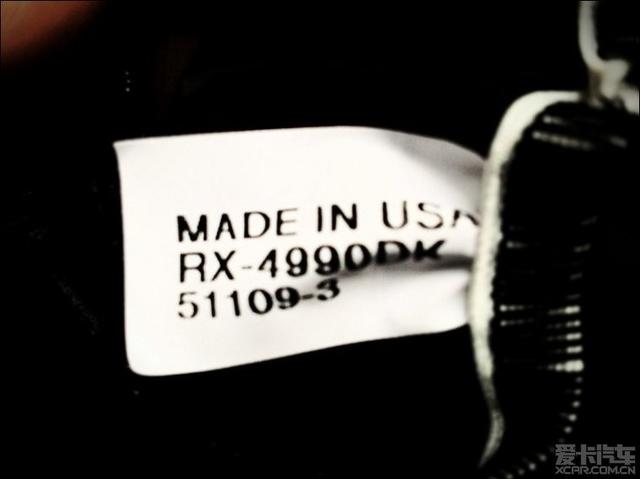 MADE IN USA
RX-4990DK
51109-3
爱卡汽车
XCAR.COM.CN